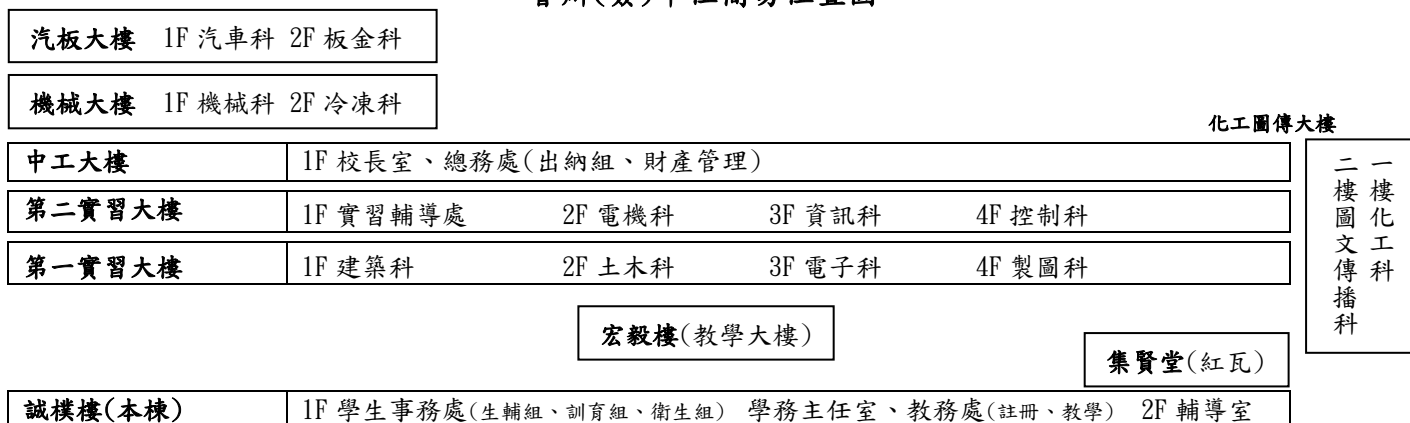 汽板大樓 1F 汽車科 2F 板金科
機械大樓 1F 機械科 2F 冷凍科
化工圖傳大樓
中工大樓 1F 校長室、總務處(出納組、財產管理)
第二實習大樓 1F 實習輔導處 2F 電機科 3F 資訊科 4F 控制科
第一實習大樓 1F 建築科 2F 土木科 3F 電子科 4F 製圖科
一樓化工科
二樓圖文傳播科
宏毅樓(教學大樓)
集賢堂(紅瓦)
誠樸樓(本棟) 1F 學生事務處(生輔組、訓育組、衛生組) 學務主任室、教務處(註冊、教學) 2F 輔導室